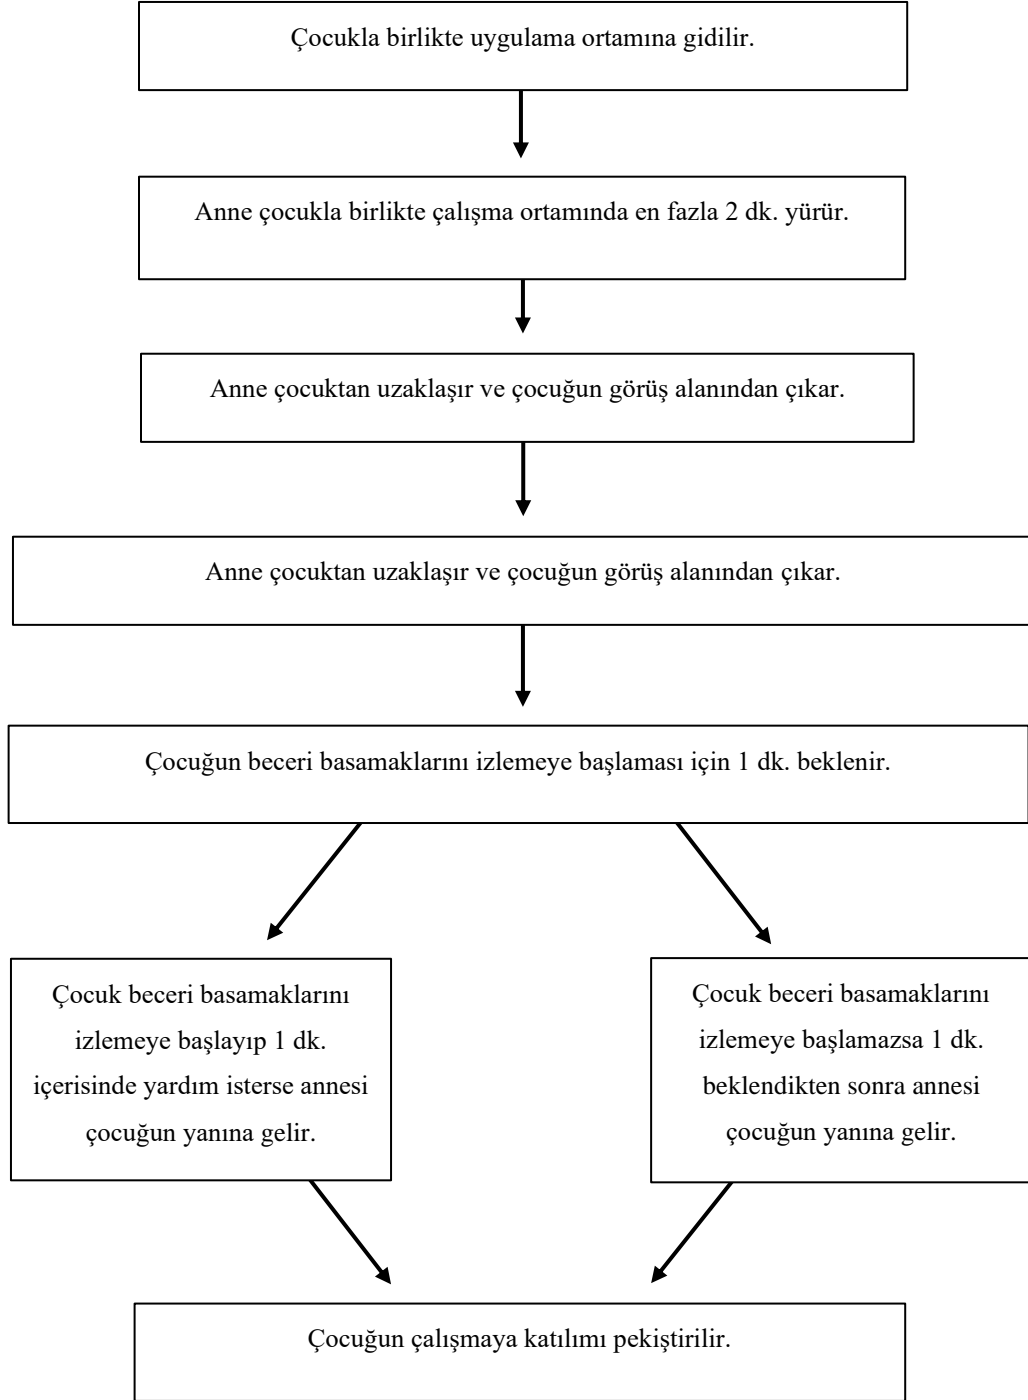 Çocukla birlikte uygulama ortamına gidilir.
Anne çocukla birlikte çalışma ortamında en fazla 2 dk. yürür.
Anne çocuktan uzaklaşır ve çocuğun görüş alanından çıkar.
Anne çocuktan uzaklaşır ve çocuğun görüş alanından çıkar.
Çocuğun beceri basamaklarını izlemeye başlaması için 1 dk. beklenir.
Çocuk beceri basamaklarını
izlemeye başlayıp 1 dk.
içerisinde yardım isterse annesi
çocuğun yanına gelir.
Çocuk beceri basamaklarını
izlemeye başlamazsa 1 dk.
beklendikten sonra annesi
çocuğun yanına gelir.
Çocuğun çalışmaya katılımı pekiştirilir.